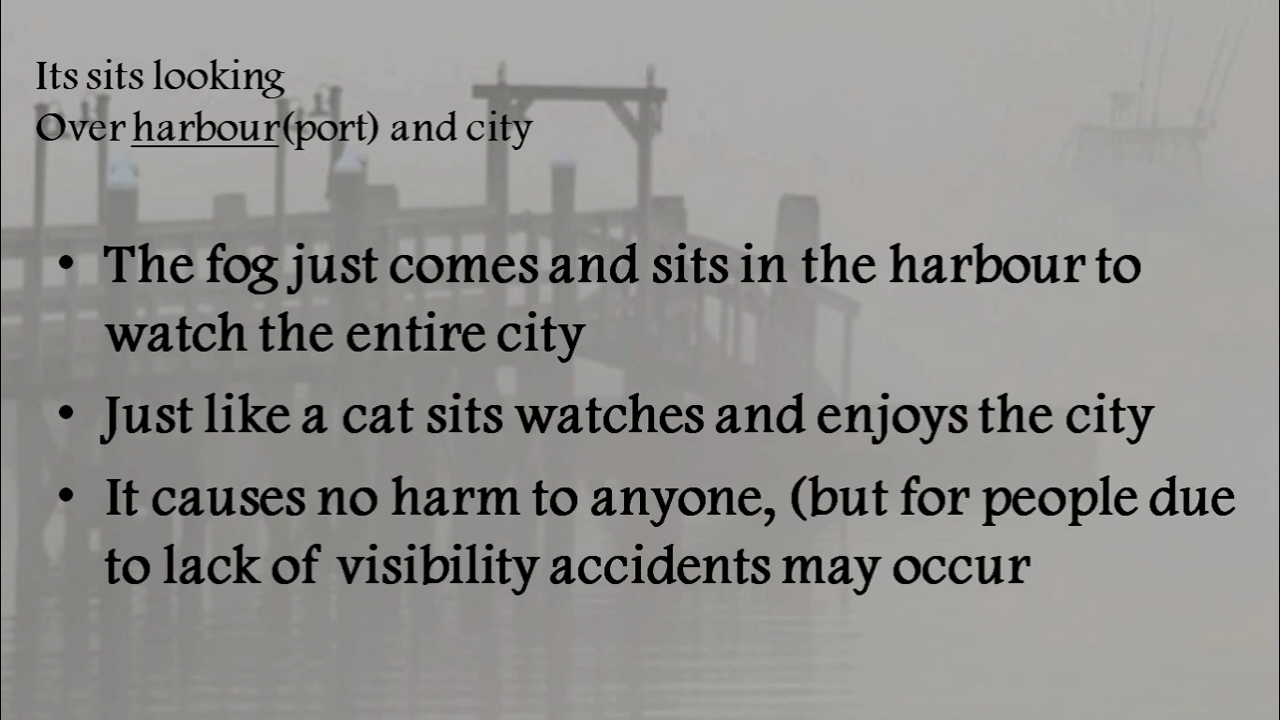 Its sits looking
Over harbour(port) and city
• The fog just comes and sits in the harbour to
watch the entire city
• Just like a cat sits watches and enjoys the city
• It causes no harm to anyone, (but for people due
to lack of visibility accidents may occur